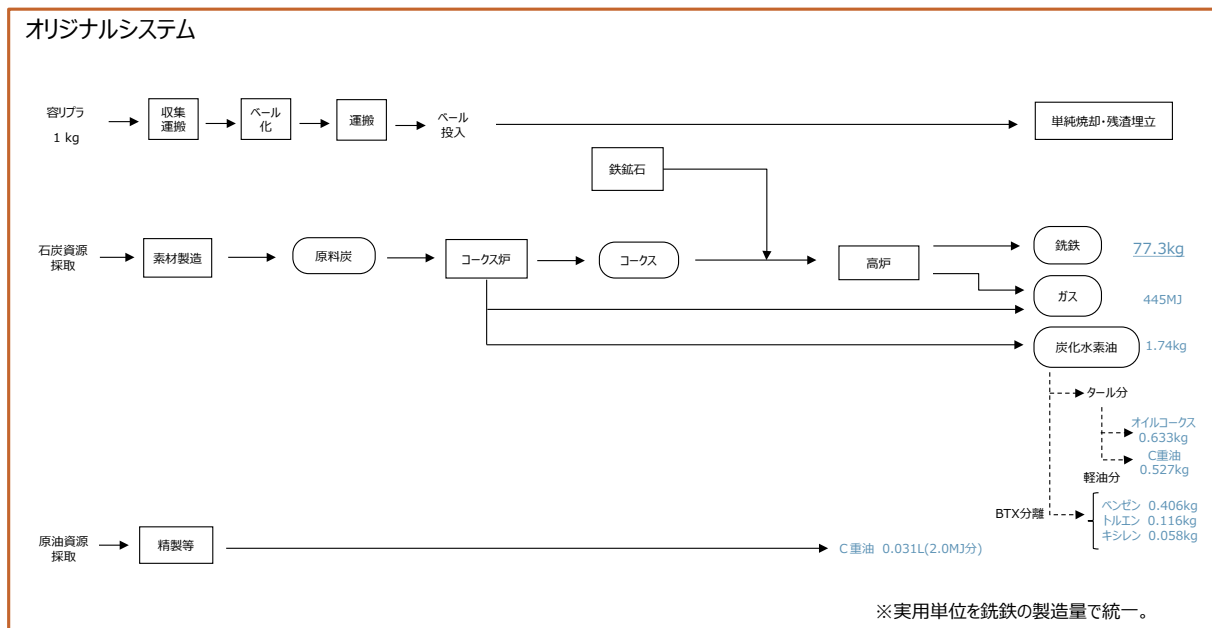 オリジナルシステム
容リプラ
1 kg
収集
運搬
ベール
化
運搬
ベール
投入
単純焼却・残渣埋立
鉄鉱石
石炭資源
採取
素材製造
原料炭
コークス炉
コークス
高炉
銑鉄
77.3kg
ガス
445MJ
炭化水素油
1.74kg
タール分
オイルコークス
0.633kg
C重油
0.527kg
軽油分
BTX分離
ベンゼン 0.406kg
トルエン 0.116kg
キシレン 0.058kg
原油資源
採取
精製等
C重油 0.031L(2.0MJ分)
※実用単位を銑鉄の製造量で統一。